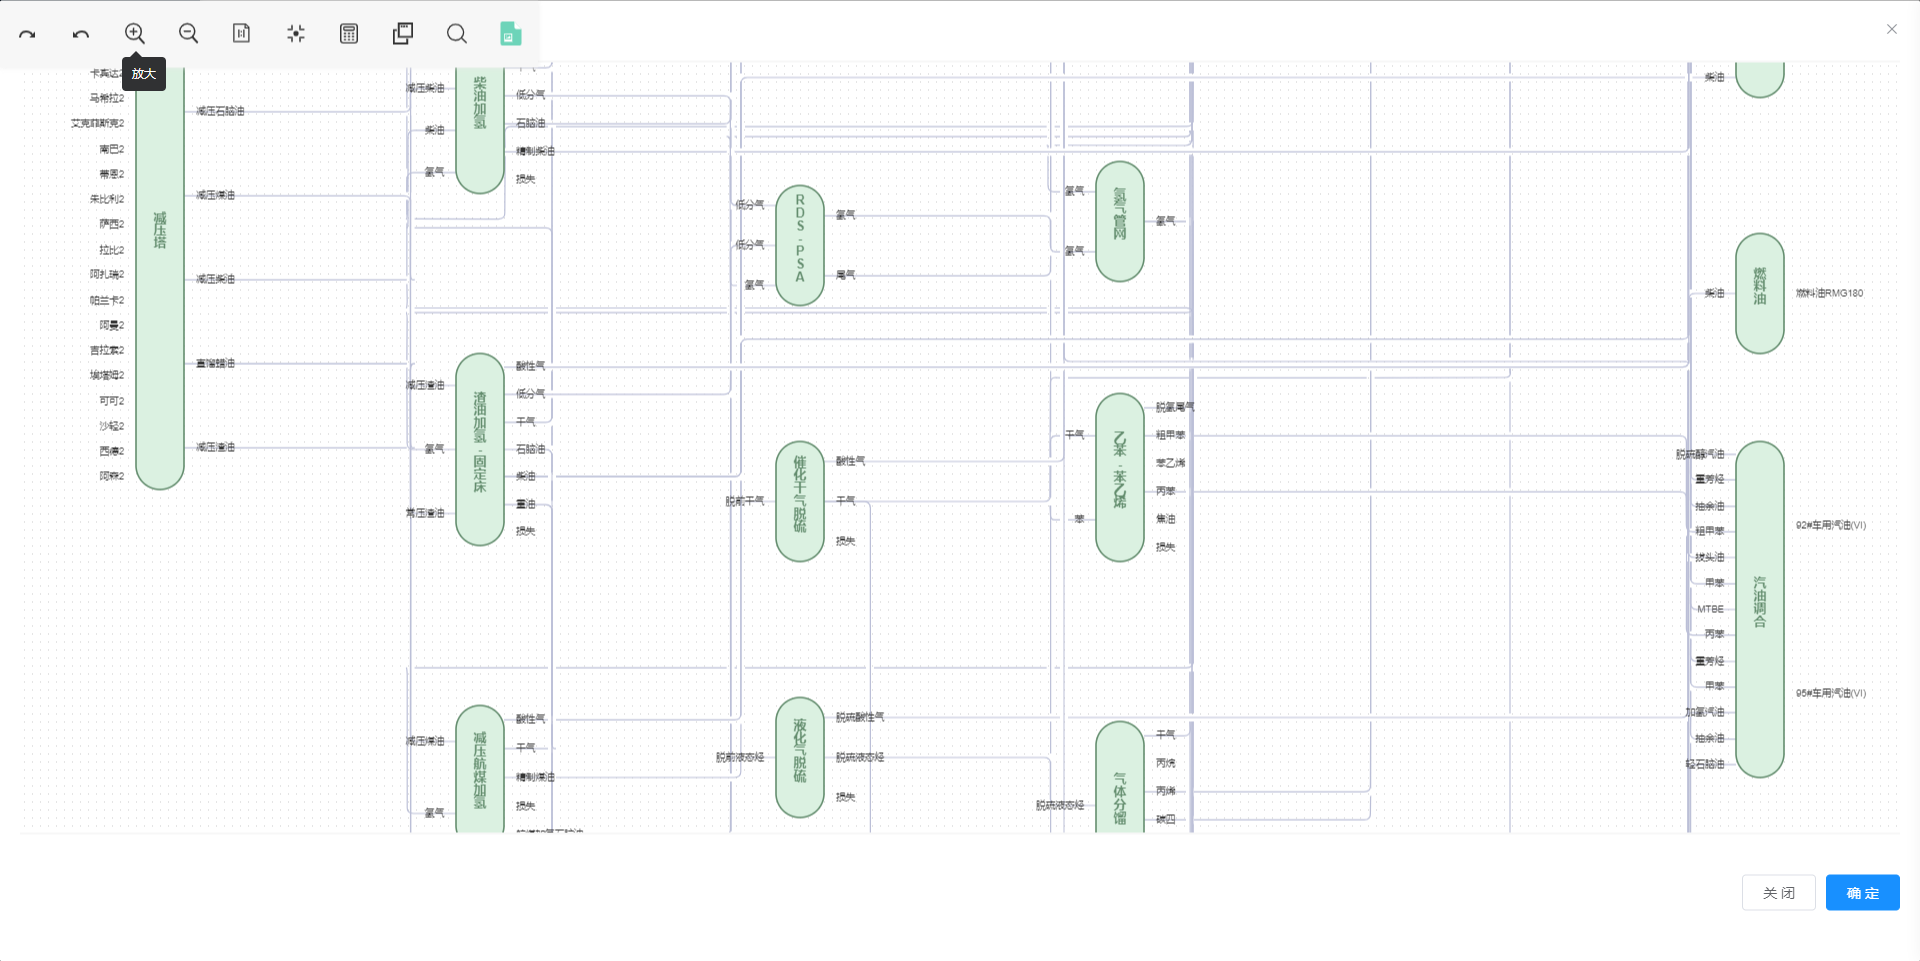 放大
卡宾达2
马希拉2
艾克菲斯克2
南巴2
蒂恩2
朱比利2
萨西2
拉比2
阿扎瑞2
帕兰卡2
阿曼2
吉拉索2
埃塔姆2
可可2
沙轻2
西德2
阿森2
减压塔
减压石脑油
减压煤油
减压柴油
直馏蜡油
减压渣油
减压柴油
柴油
氢气
柴油加氢
低分气
石脑油
精制柴油
损失
减压渣油
氢气
常压渣油
渣油加氢-固定床
酸性气
低分气
干气
石脑油
柴油
重油
损失
减压煤油
氢气
减压航煤加氢
酸性气
干气
精制煤油
损失
低分气
低分气
氢气
RDS-PSA
氢气
尾气
脱前干气
催化干气脱硫
酸性气
干气
损失
脱前液态烃
液化气脱硫
脱硫酸性气
脱硫液态烃
损失
氢气
氢气
氢气管网
氢气
干气
苯
乙苯-苯乙烯
脱氢尾气
粗甲苯
苯乙烯
丙苯
焦油
损失
脱硫液态烃
气体分馏
干气
丙烷
丙烯
碳四
柴油
柴油
燃料油
燃料油RMG180
脱硫醇汽油
重芳烃
抽余油
粗甲苯
拔头油
甲苯
MTBE
丙苯
重芳烃
甲苯
加氢汽油
抽余油
轻石脑油
汽油调合
92#车用汽油(VI)
95#车用汽油(VI)
关 闭
确 定